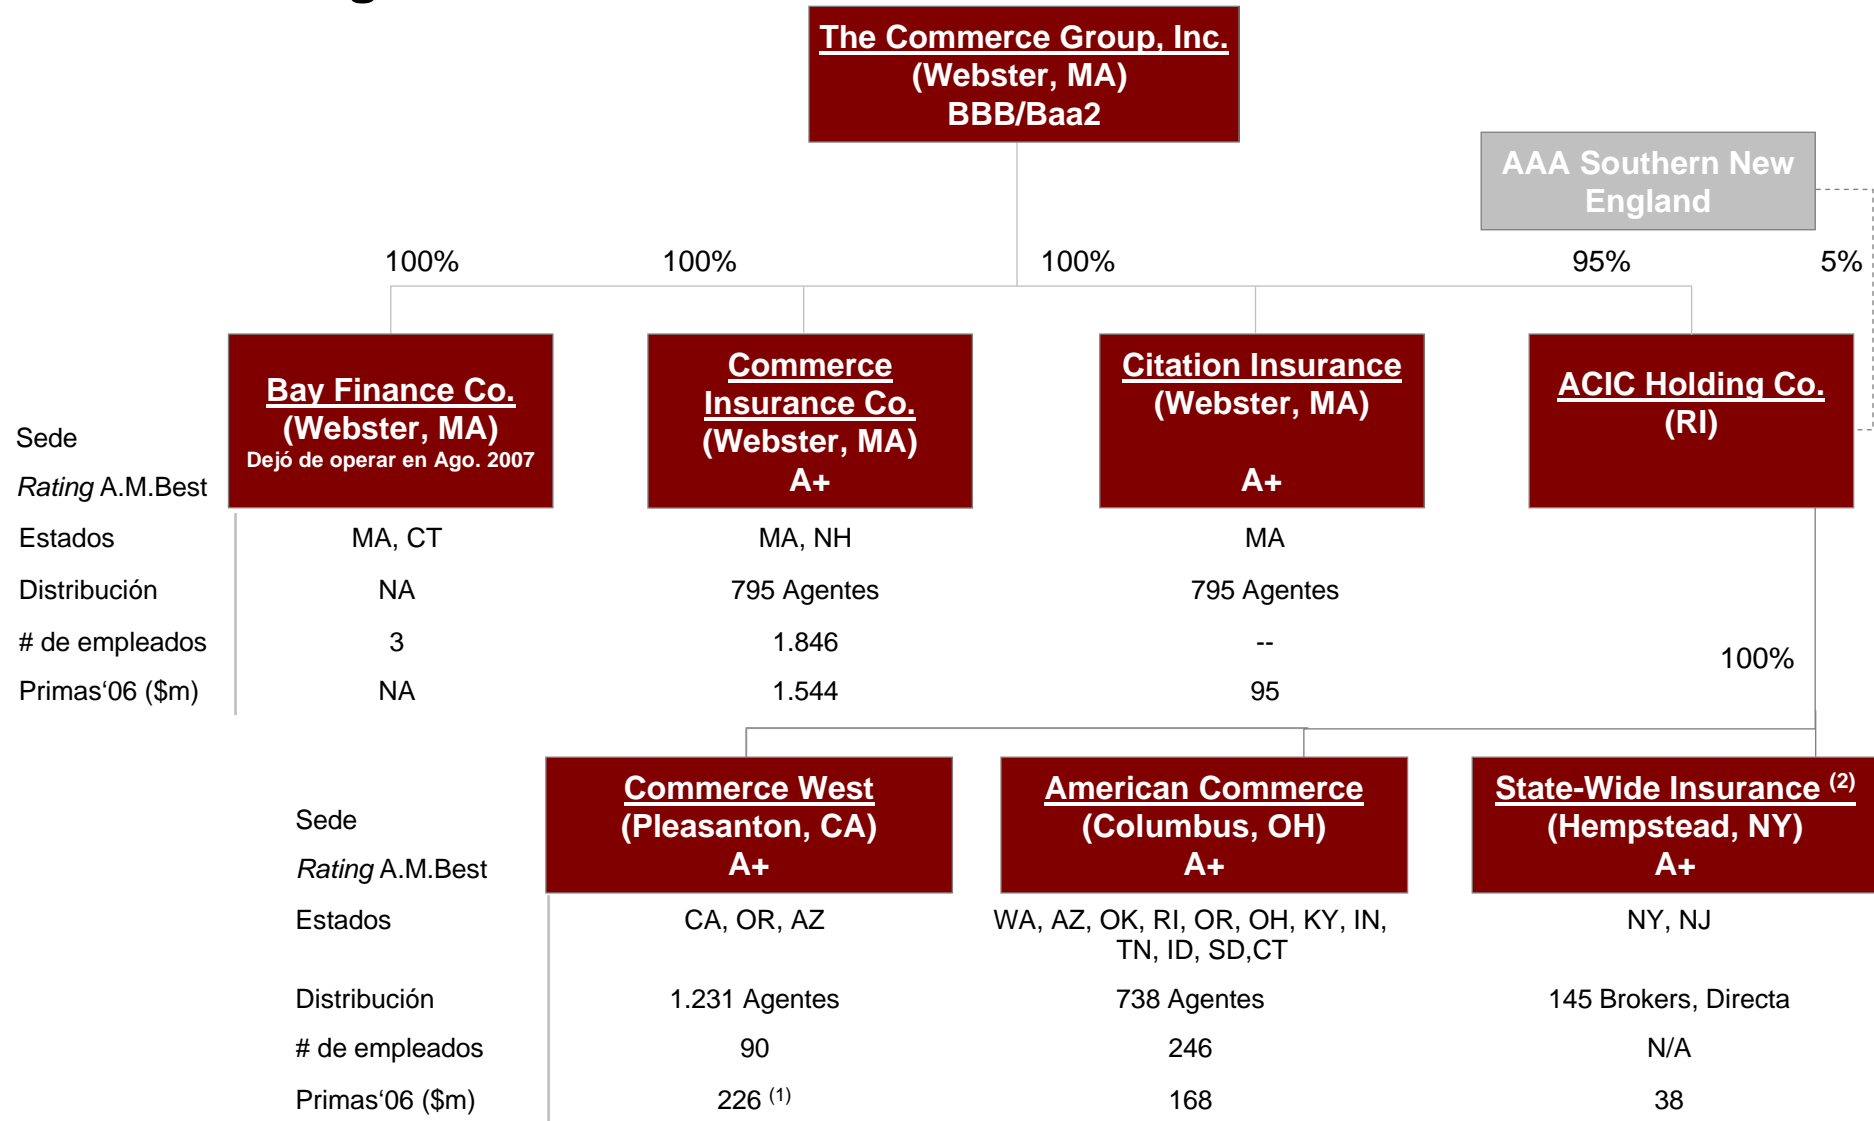 The Commerce Group, Inc.
(Webster, MA)
BBB/Baa2
AAA Southern New
England
100%
100%
100%
95%
5%
Bay Finance Co.
(Webster, MA)
Dejó de operar en Ago. 2007
Commerce
Insurance Co.
(Webster, MA)
A+
Citation Insurance
(Webster, MA)
A+
ACIC Holding Co.
(RI)
Sede
Rating A.M.Best
Estados MA, CT MA, NH MA
Distribución NA 795 Agentes 795 Agentes
# de empleados 3 1.846 --
Primas‘06 ($m) NA 1.544 95
100%
Commerce West
(Pleasanton, CA)
A+
American Commerce
(Columbus, OH)
A+
State-Wide Insurance (2)
(Hempstead, NY)
A+
Sede
Rating A.M.Best
Estados CA, OR, AZ WA, AZ, OK, RI, OR, OH, KY, IN, NY, NJ
TN, ID, SD,CT
Distribución 1.231 Agentes 738 Agentes 145 Brokers, Directa
# de empleados 90 246 N/A
Primas‘06 ($m) 226 (1) 168 38